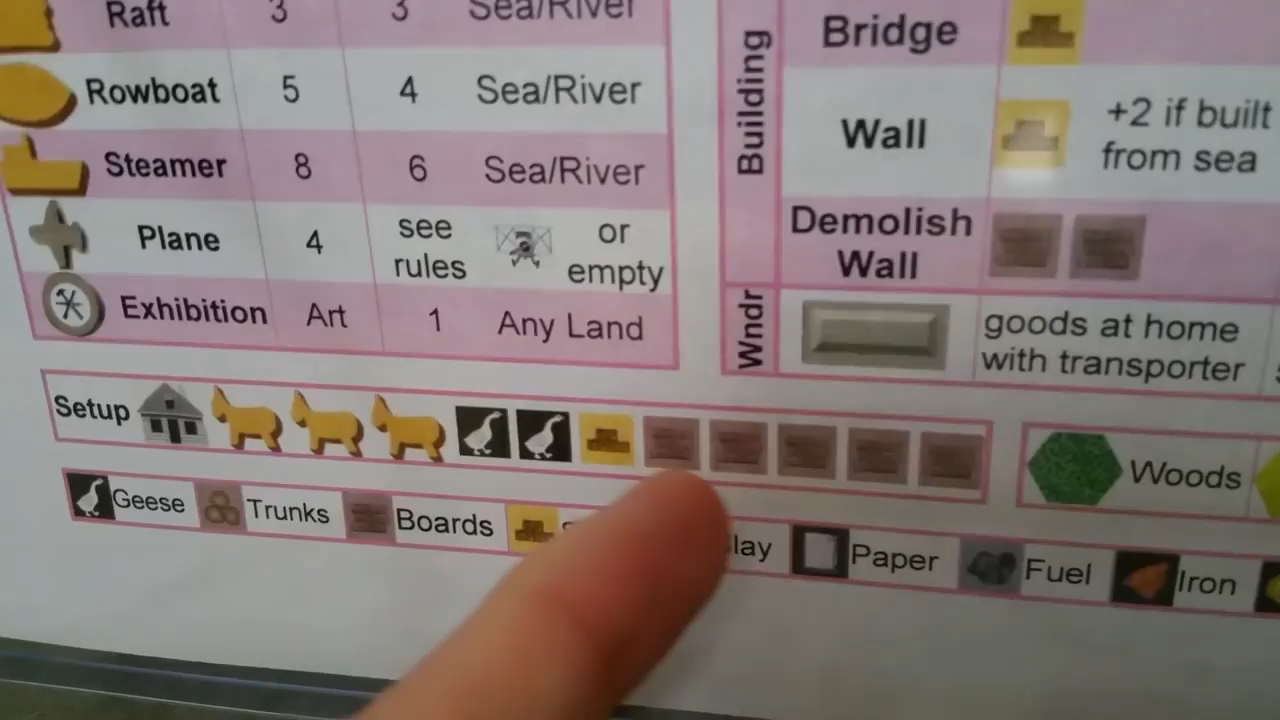 Raft 3 3 Sea/River
Rowboat 5 4 Sea/River
Steamer 8 6 Sea/River
Plane 4 see rules or empty
Exhibition Art 1 Any Land
Building
Bridge
Wall +2 if built from sea
Demolish Wall
Wndr goods at home with transporter
Setup
Woods
Geese Trunks Boards Paper Fuel Iron